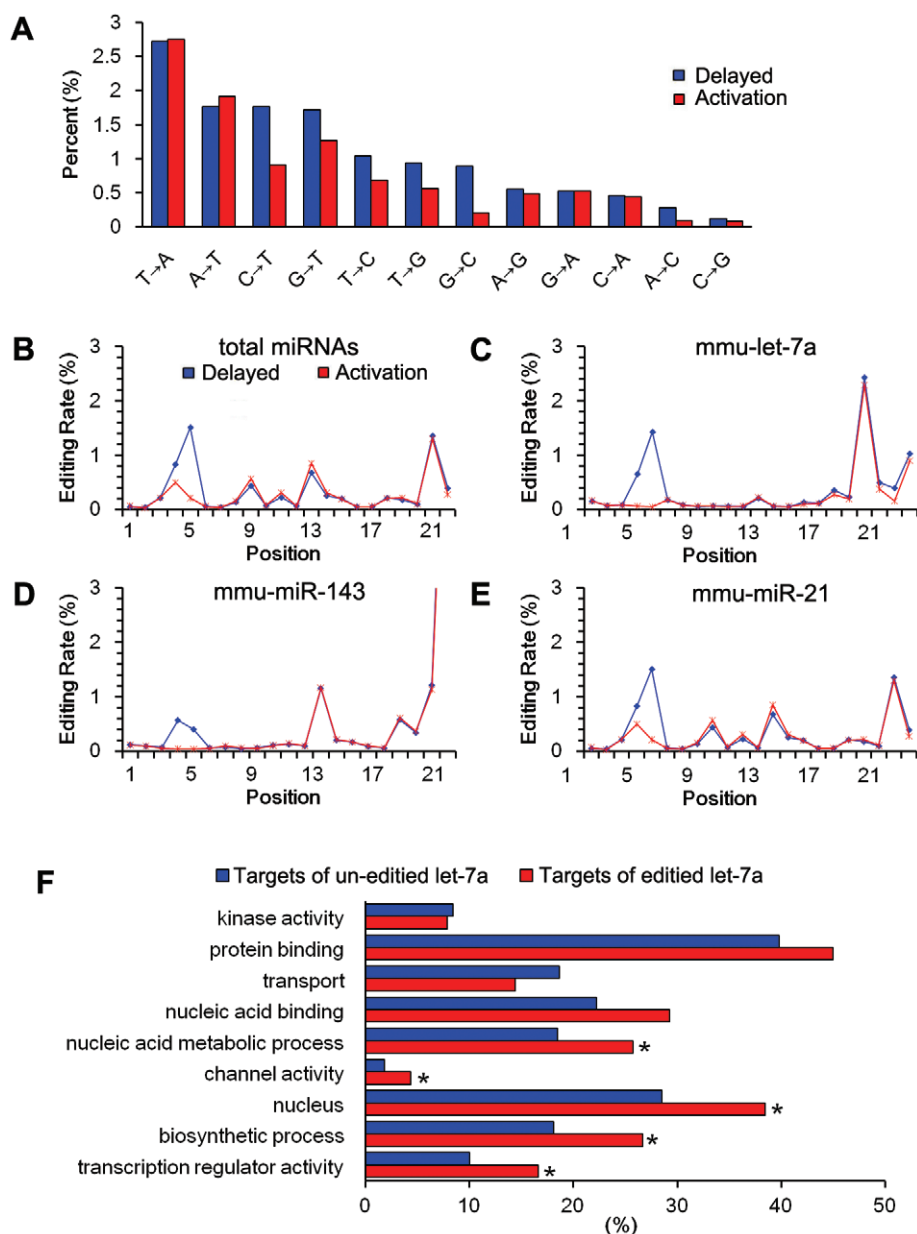 A
3
2.5
2
1.5
1
0.5
0
Percent (%)
Delayed
Activation
T→A
A→T
C→T
G→T
T→C
T→G
G→C
A→G
G→A
C→A
A→C
C→G
B
total miRNAs
Delayed
Activation
3
2
1
0
Editing Rate (%)
1 5 9 13 17 21
Position
C
mmu-let-7a
3
2
1
0
Editing Rate (%)
1 5 9 13 17 21
Position
D
mmu-miR-143
3
2
1
0
Editing Rate (%)
1 5 9 13 17 21
Position
E
mmu-miR-21
3
2
1
0
Editing Rate (%)
1 5 9 13 17 21
Position
F
Targets of un-editied let-7a
Targets of editied let-7a
kinase activity
protein binding
transport
nucleic acid binding
nucleic acid metabolic process *
channel activity *
nucleus *
biosynthetic process *
transcription regulator activity *
0 10 20 30 40 50
(%)